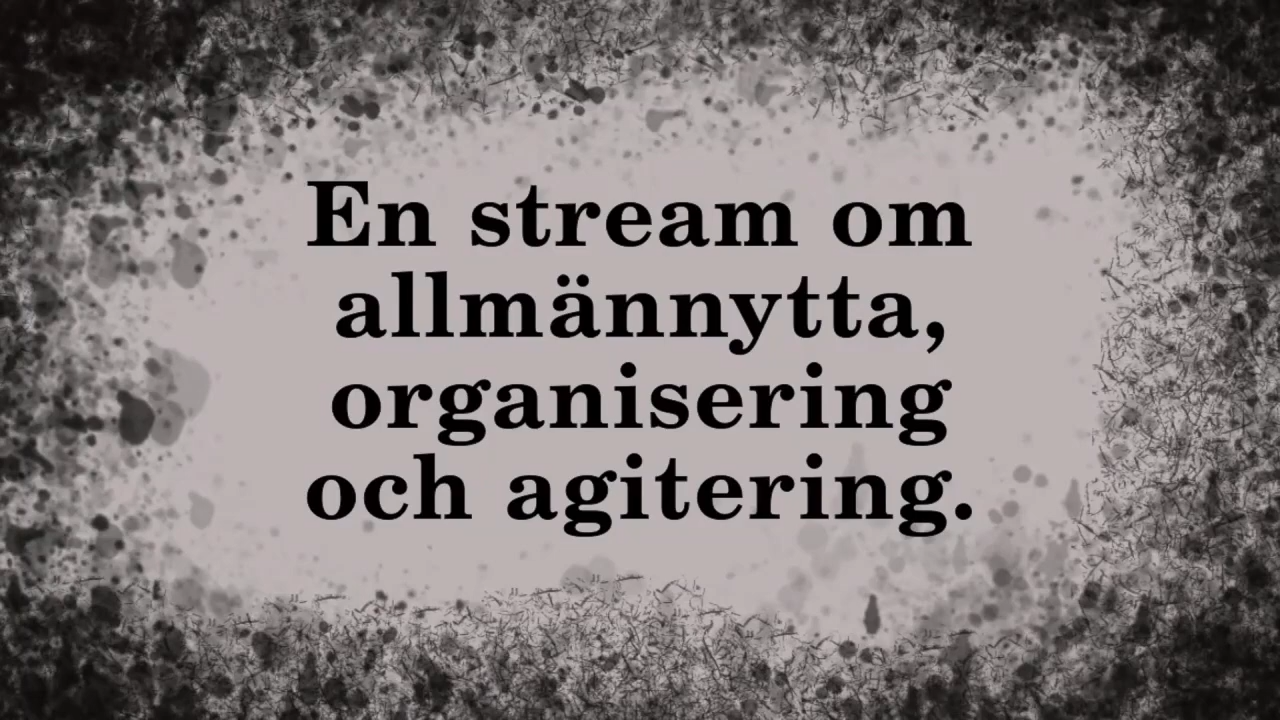 En stream om
allmännytta,
organisering
och agitering.